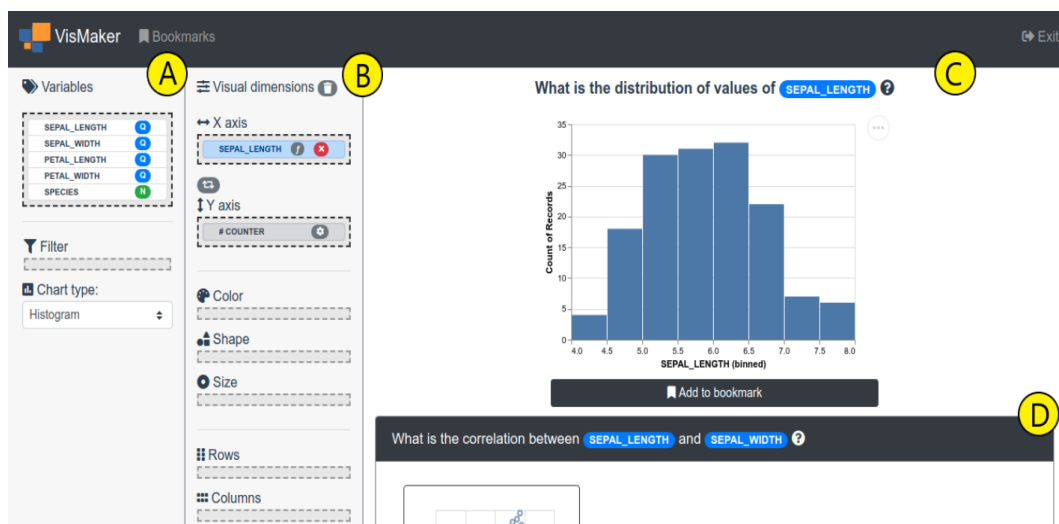 VisMaker Bookmarks Exit
A
Variables
SEPAL_LENGTH Q
SEPAL_WIDTH Q
PETAL_LENGTH Q
PETAL_WIDTH Q
SPECIES N
Filter
Chart type:
Histogram
B
Visual dimensions
X axis
SEPAL_LENGTH f
Y axis
# COUNTER
Color
Shape
Size
Rows
Columns
C
What is the distribution of values of SEPAL_LENGTH ?
Count of Records
35
30
25
20
15
10
5
0
4.0 4.5 5.0 5.5 6.0 6.5 7.0 7.5 8.0
SEPAL_LENGTH (binned)
Add to bookmark
D
What is the correlation between SEPAL_LENGTH and SEPAL_WIDTH ?